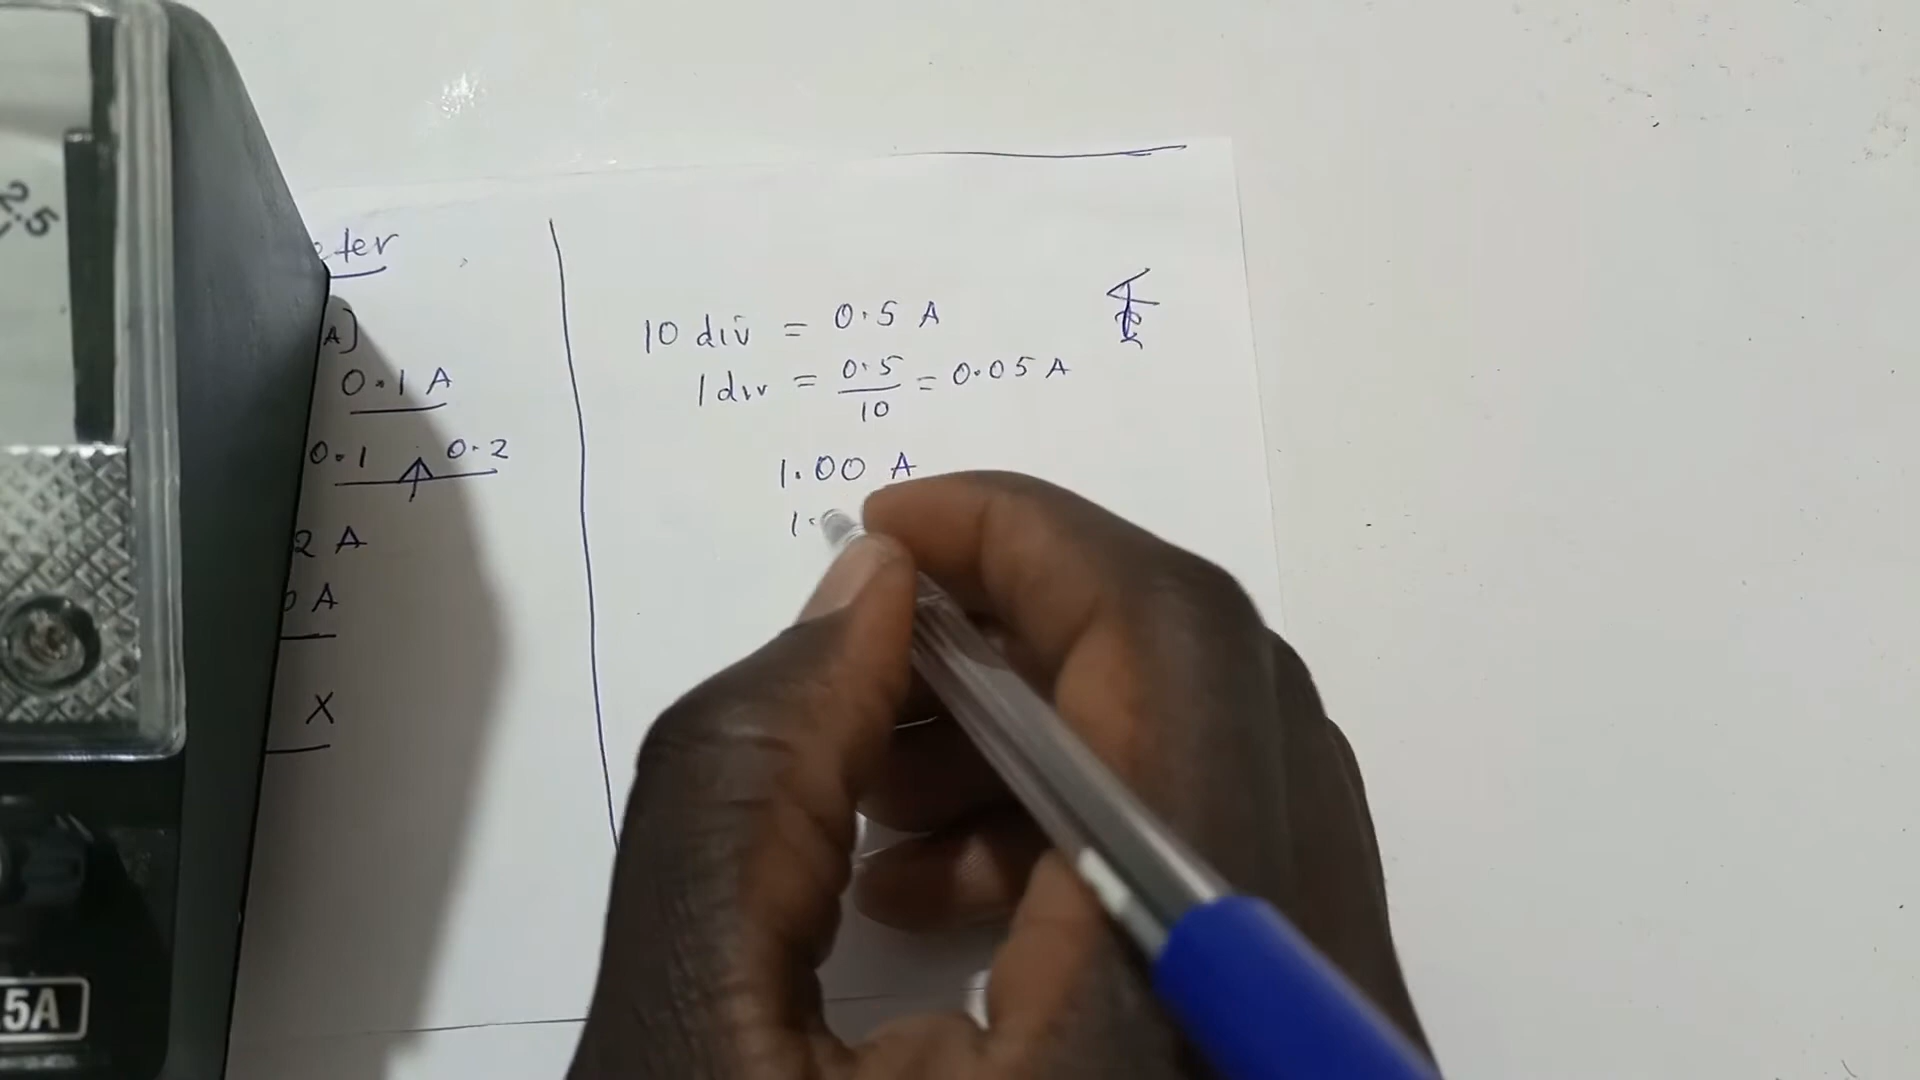 2.5
eter
A)
0.1 A
0.1 0.2
2 A
A
X
5A
10 div = 0.5 A
1 div = 0.5/10 = 0.05 A
1.00 A
1.